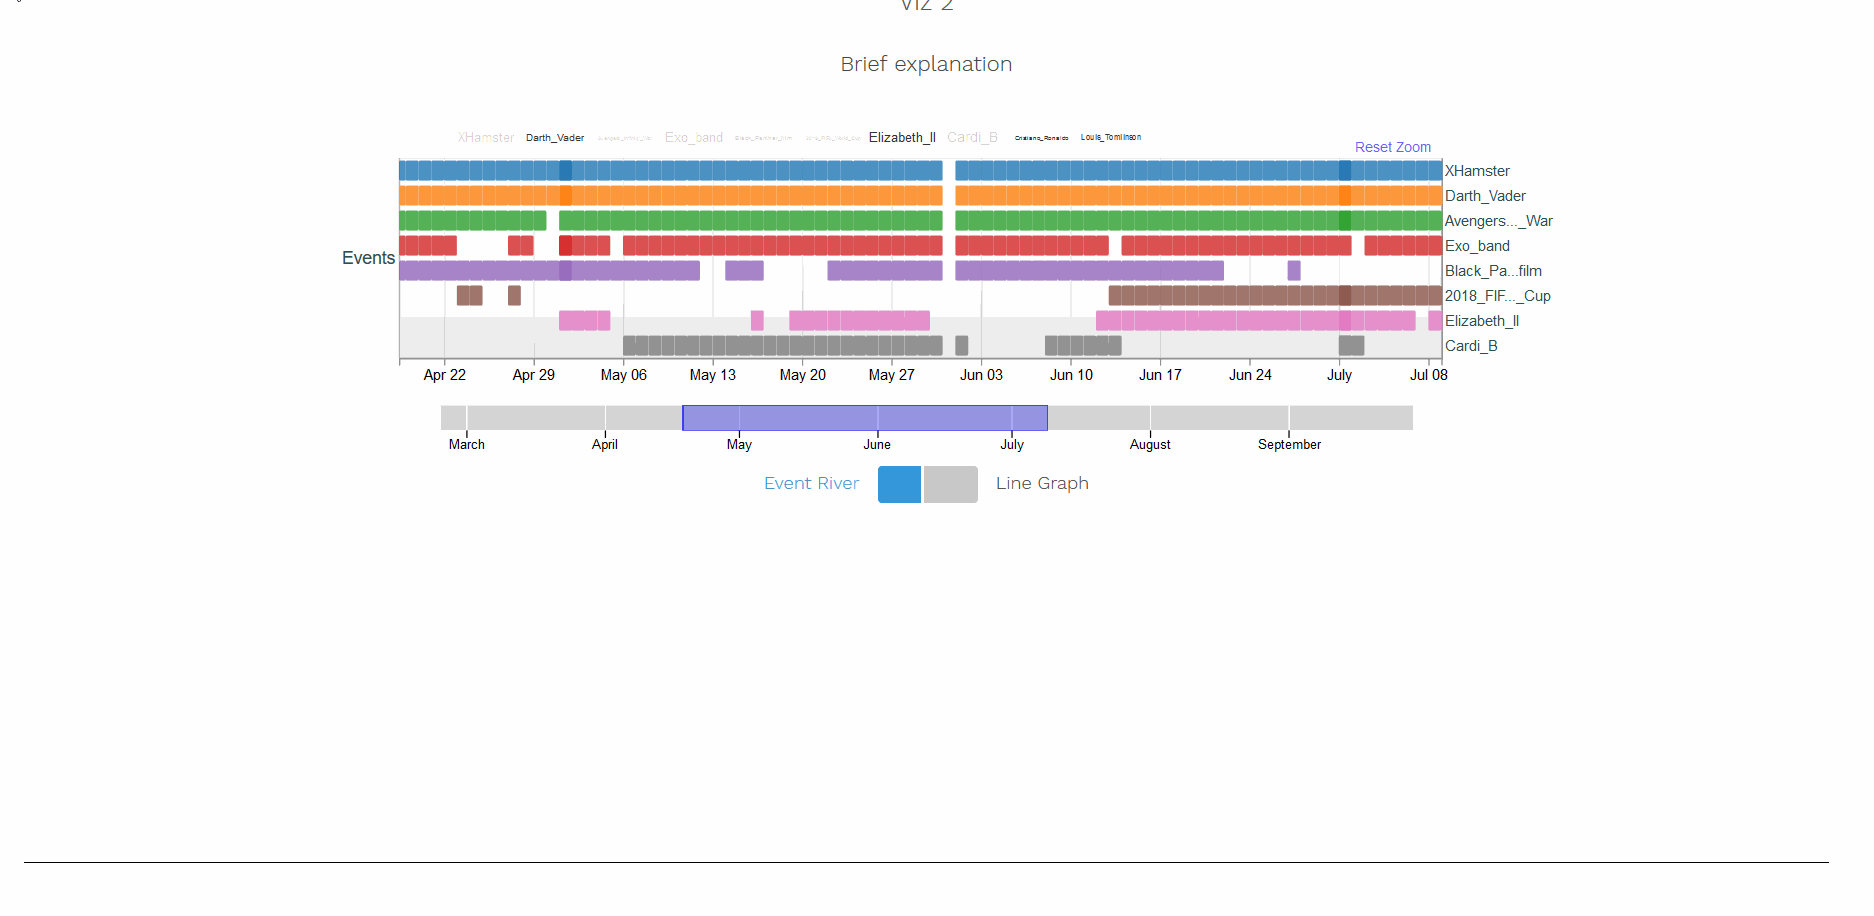 Viz 2
Brief explanation
XHamster Darth_Vader Exo_band Elizabeth_II Cardi_B Cristiano_Ronaldo Louis_Tomlinson
Reset Zoom
XHamster
Darth_Vader
Avengers..._War
Exo_band
Events
Black_Pa...film
2018_FIF..._Cup
Elizabeth_II
Cardi_B
Apr 22 Apr 29 May 06 May 13 May 20 May 27 Jun 03 Jun 10 Jun 17 Jun 24 July Jul 08
March April May June July August September
Event River Line Graph